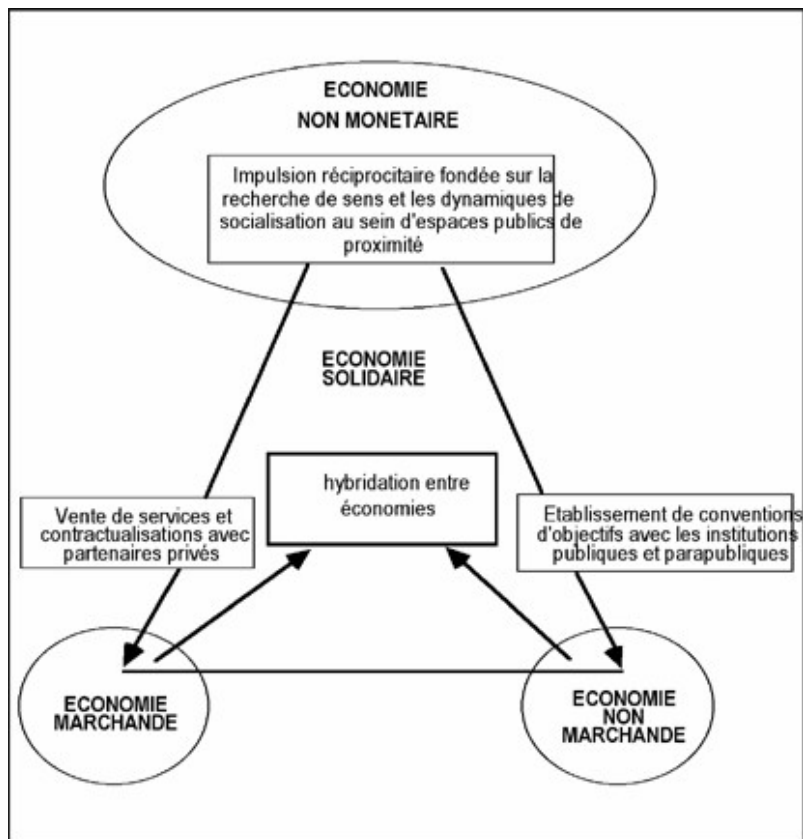 ECONOMIE
NON MONETAIRE
Impulsion réciprocitaire fondée sur la
recherche de sens et les dynamiques de
socialisation au sein d'espaces publics de
proximité
ECONOMIE
SOLIDAIRE
hybridation entre
économies
Vente de services et
contractualisations avec
partenaires privés
Etablissement de conventions
d'objectifs avec les institutions
publiques et parapubliques
ECONOMIE
MARCHANDE
ECONOMIE
NON
MARCHANDE